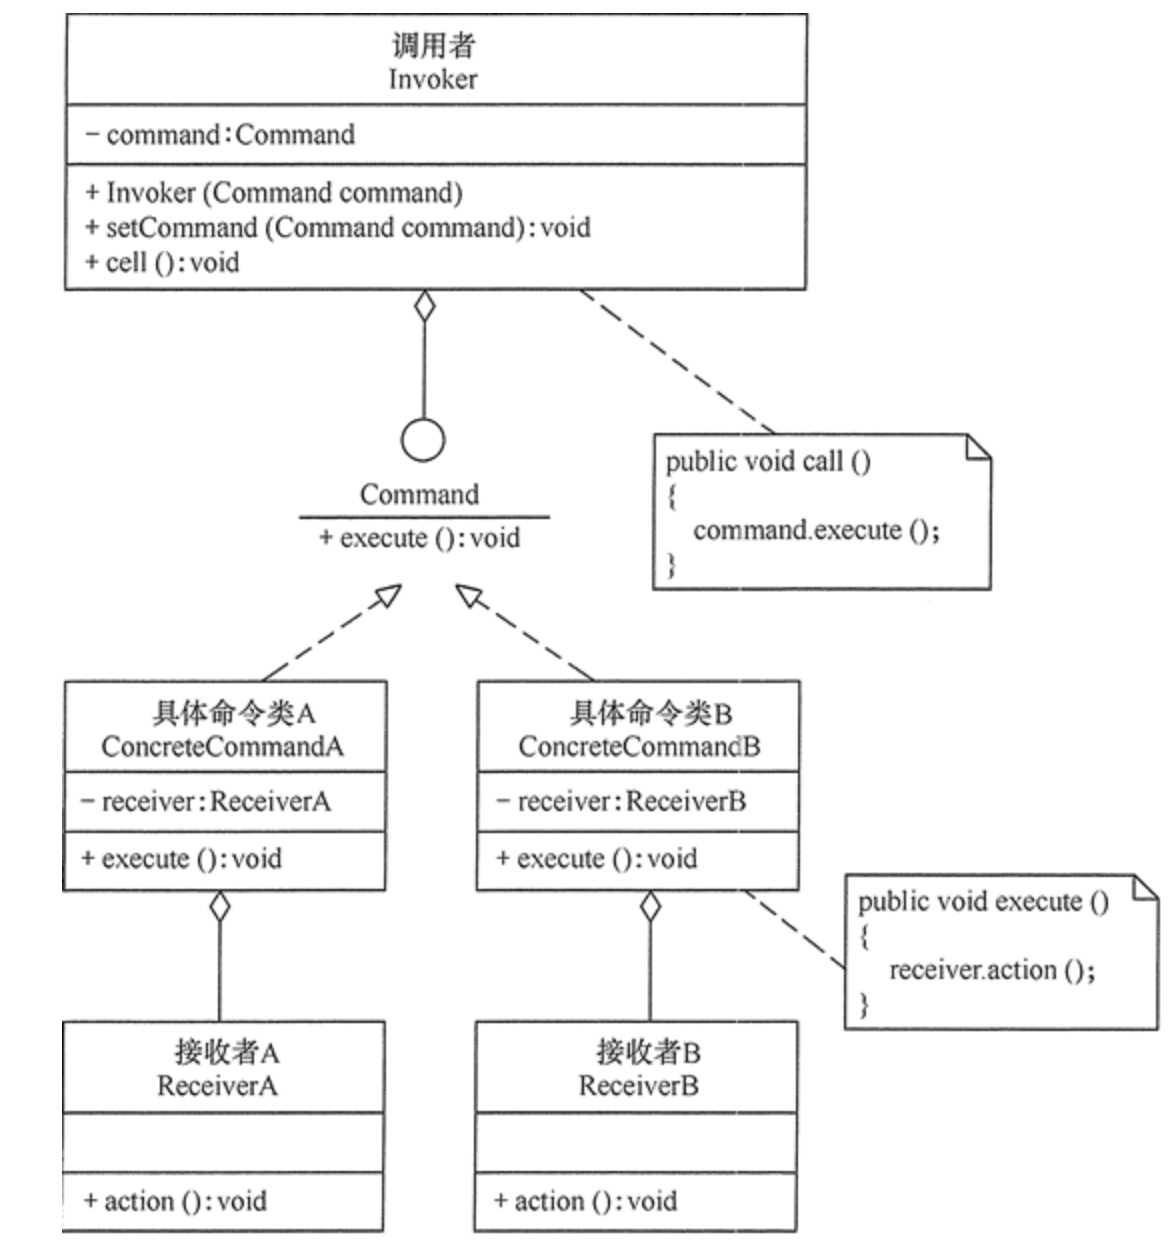 调用者
Invoker
− command:Command
+ Invoker (Command command)
+ setCommand (Command command):void
+ cell ():void
public void call ()
{
command.execute ();
}
Command
+ execute ():void
具体命令类A
ConcreteCommandA
− receiver:ReceiverA
+ execute ():void
具体命令类B
ConcreteCommandB
− receiver:ReceiverB
+ execute ():void
public void execute ()
{
receiver.action ();
}
接收者A
ReceiverA
+ action ():void
接收者B
ReceiverB
+ action ():void